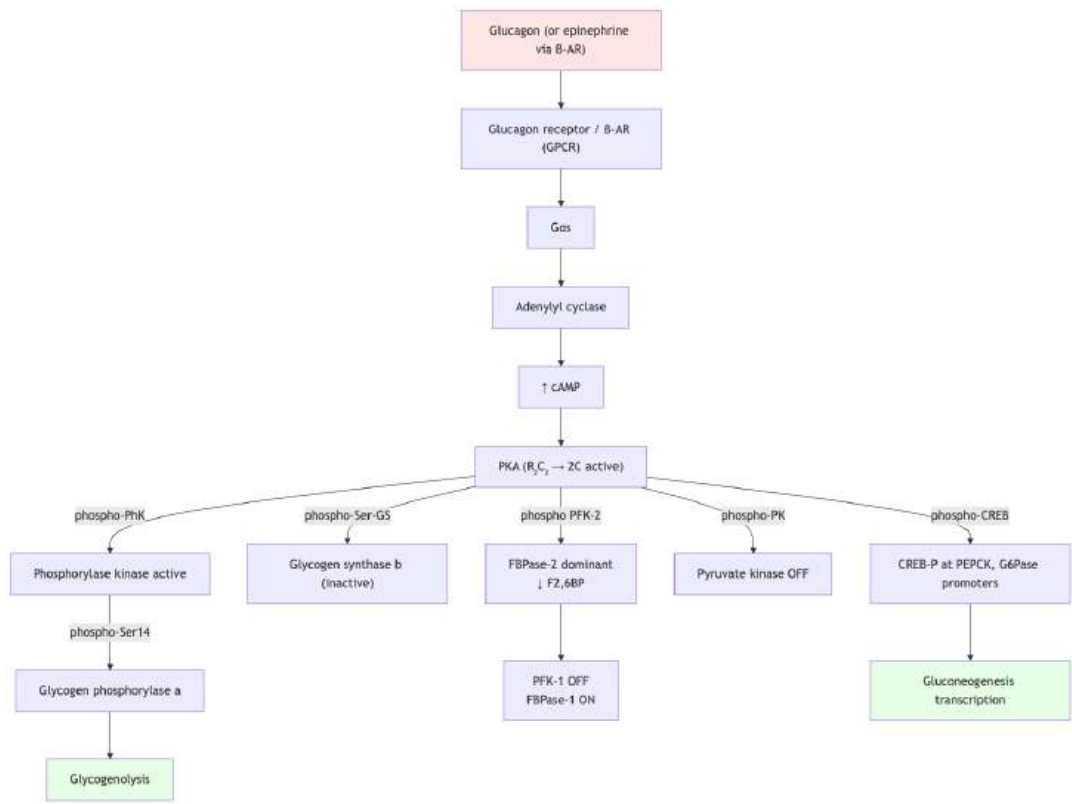 Glucagon (or epinephrine
via B-AR)
Glucagon receptor / B-AR
(GPCR)
Gαs
Adenylyl cyclase
↑ cAMP
PKA (R₂C₂ → 2C active)
phospho-PhK
phospho-Ser-GS
phospho PFK-2
phospho-PK
phospho-CREB
Phosphorylase kinase active
Glycogen synthase b
(inactive)
FBPase-2 dominant
↓ F2,6BP
Pyruvate kinase OFF
CREB-P at PEPCK, G6Pase
promoters
phospho-Ser14
Glycogen phosphorylase a
PFK-1 OFF
FBPase-1 ON
Gluconeogenesis
transcription
Glycogenolysis